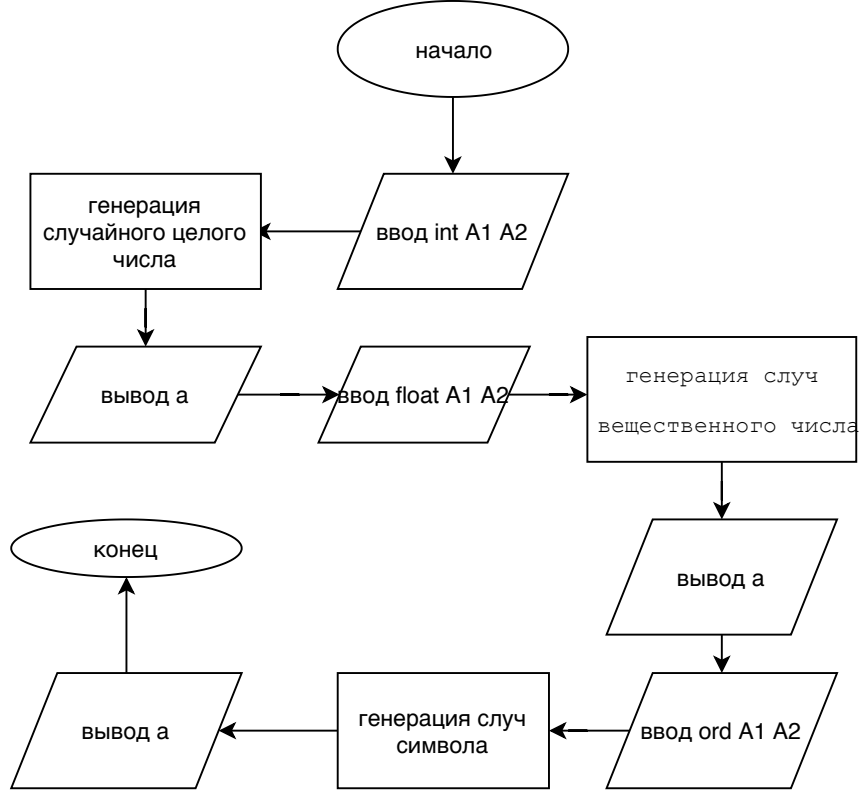 начало
ввод int A1 A2
генерация
случайного целого
числа
вывод a
ввод float A1 A2
генерация случ
вещественного числа
вывод a
ввод ord A1 A2
генерация случ
символа
вывод a
конец